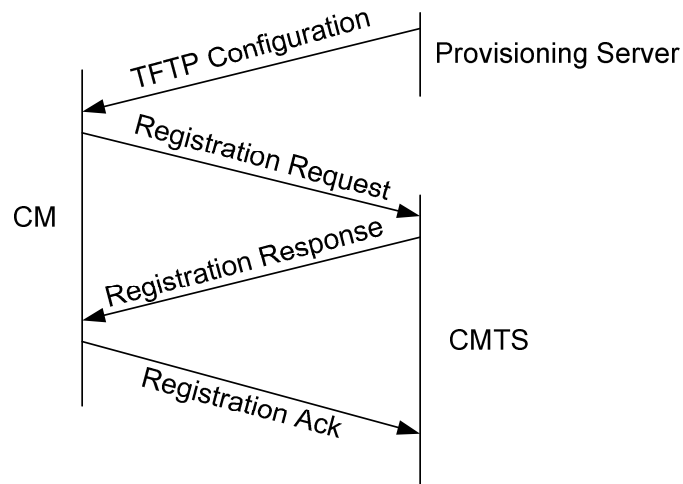 TFTP Configuration
Provisioning Server
Registration Request
CM
Registration Response
CMTS
Registration Ack